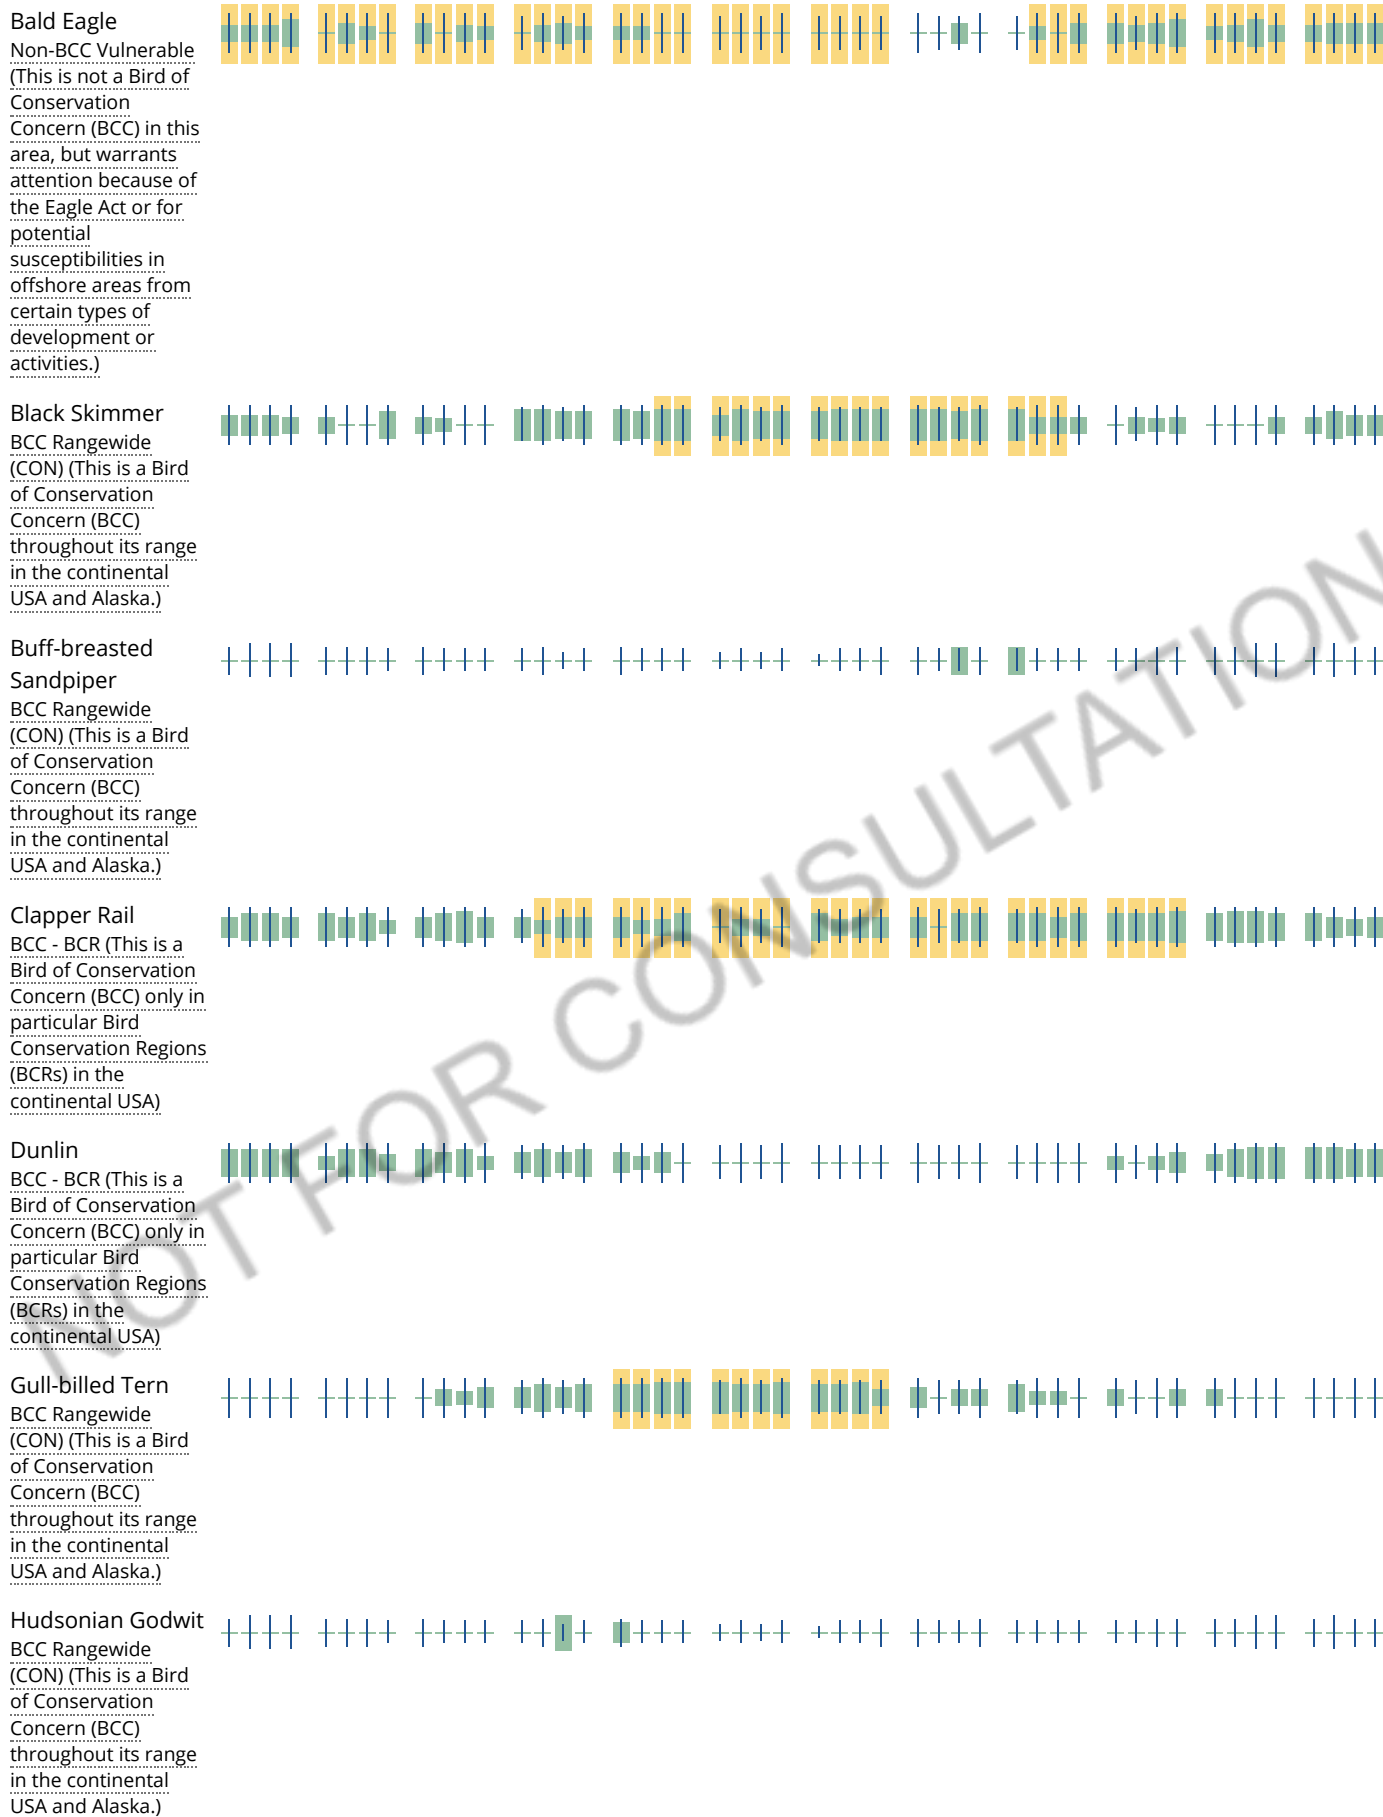 Bald Eagle
Non-BCC Vulnerable
(This is not a Bird of
Conservation
Concern (BCC) in this
area, but warrants
attention because of
the Eagle Act or for
potential
susceptibilities in
offshore areas from
certain types of
development or
activities.)
Black Skimmer
BCC Rangewide
(CON) (This is a Bird
of Conservation
Concern (BCC)
throughout its range
in the continental
USA and Alaska.)
Buff-breasted
Sandpiper
BCC Rangewide
(CON) (This is a Bird
of Conservation
Concern (BCC)
throughout its range
in the continental
USA and Alaska.)
Clapper Rail
BCC - BCR (This is a
Bird of Conservation
Concern (BCC) only in
particular Bird
Conservation Regions
(BCRs) in the
continental USA)
Dunlin
BCC - BCR (This is a
Bird of Conservation
Concern (BCC) only in
particular Bird
Conservation Regions
(BCRs) in the
continental USA)
Gull-billed Tern
BCC Rangewide
(CON) (This is a Bird
of Conservation
Concern (BCC)
throughout its range
in the continental
USA and Alaska.)
Hudsonian Godwit
BCC Rangewide
(CON) (This is a Bird
of Conservation
Concern (BCC)
throughout its range
in the continental
USA and Alaska.)
NOT FOR CONSULTATION